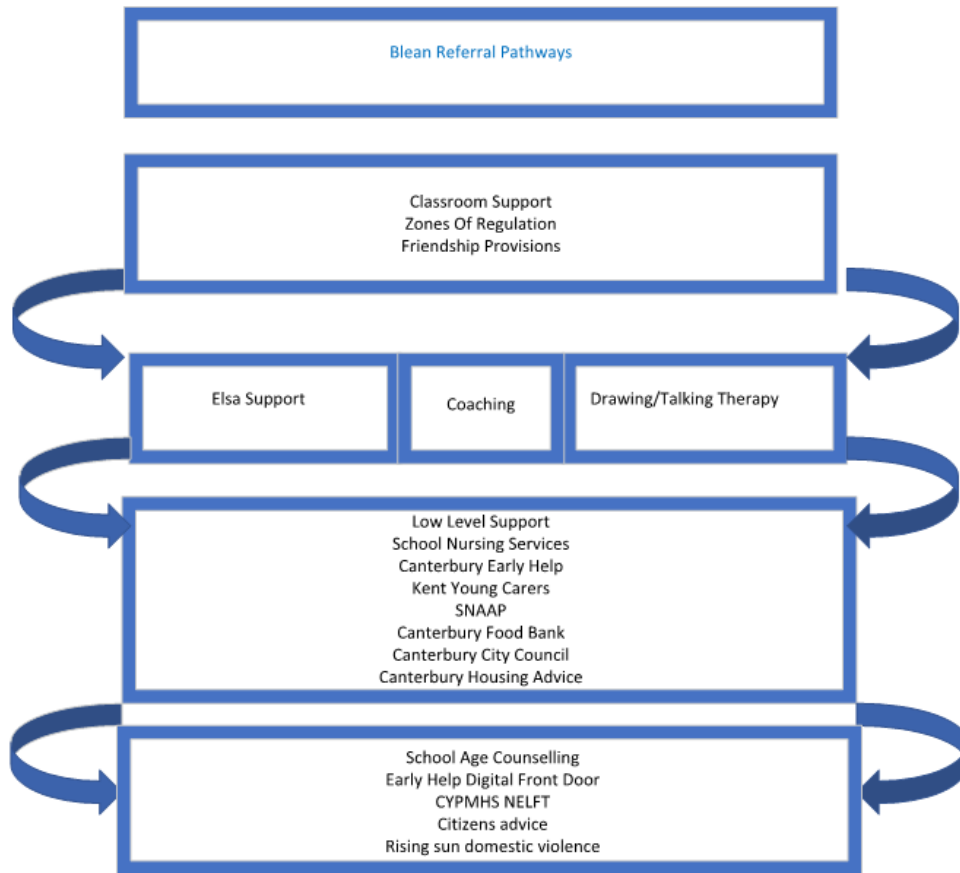 Blean Referral Pathways
Classroom Support
Zones Of Regulation
Friendship Provisions
Elsa Support
Coaching
Drawing/Talking Therapy
Low Level Support
School Nursing Services
Canterbury Early Help
Kent Young Carers
SNAAP
Canterbury Food Bank
Canterbury City Council
Canterbury Housing Advice
School Age Counselling
Early Help Digital Front Door
CYPMHS NELFT
Citizens advice
Rising sun domestic violence